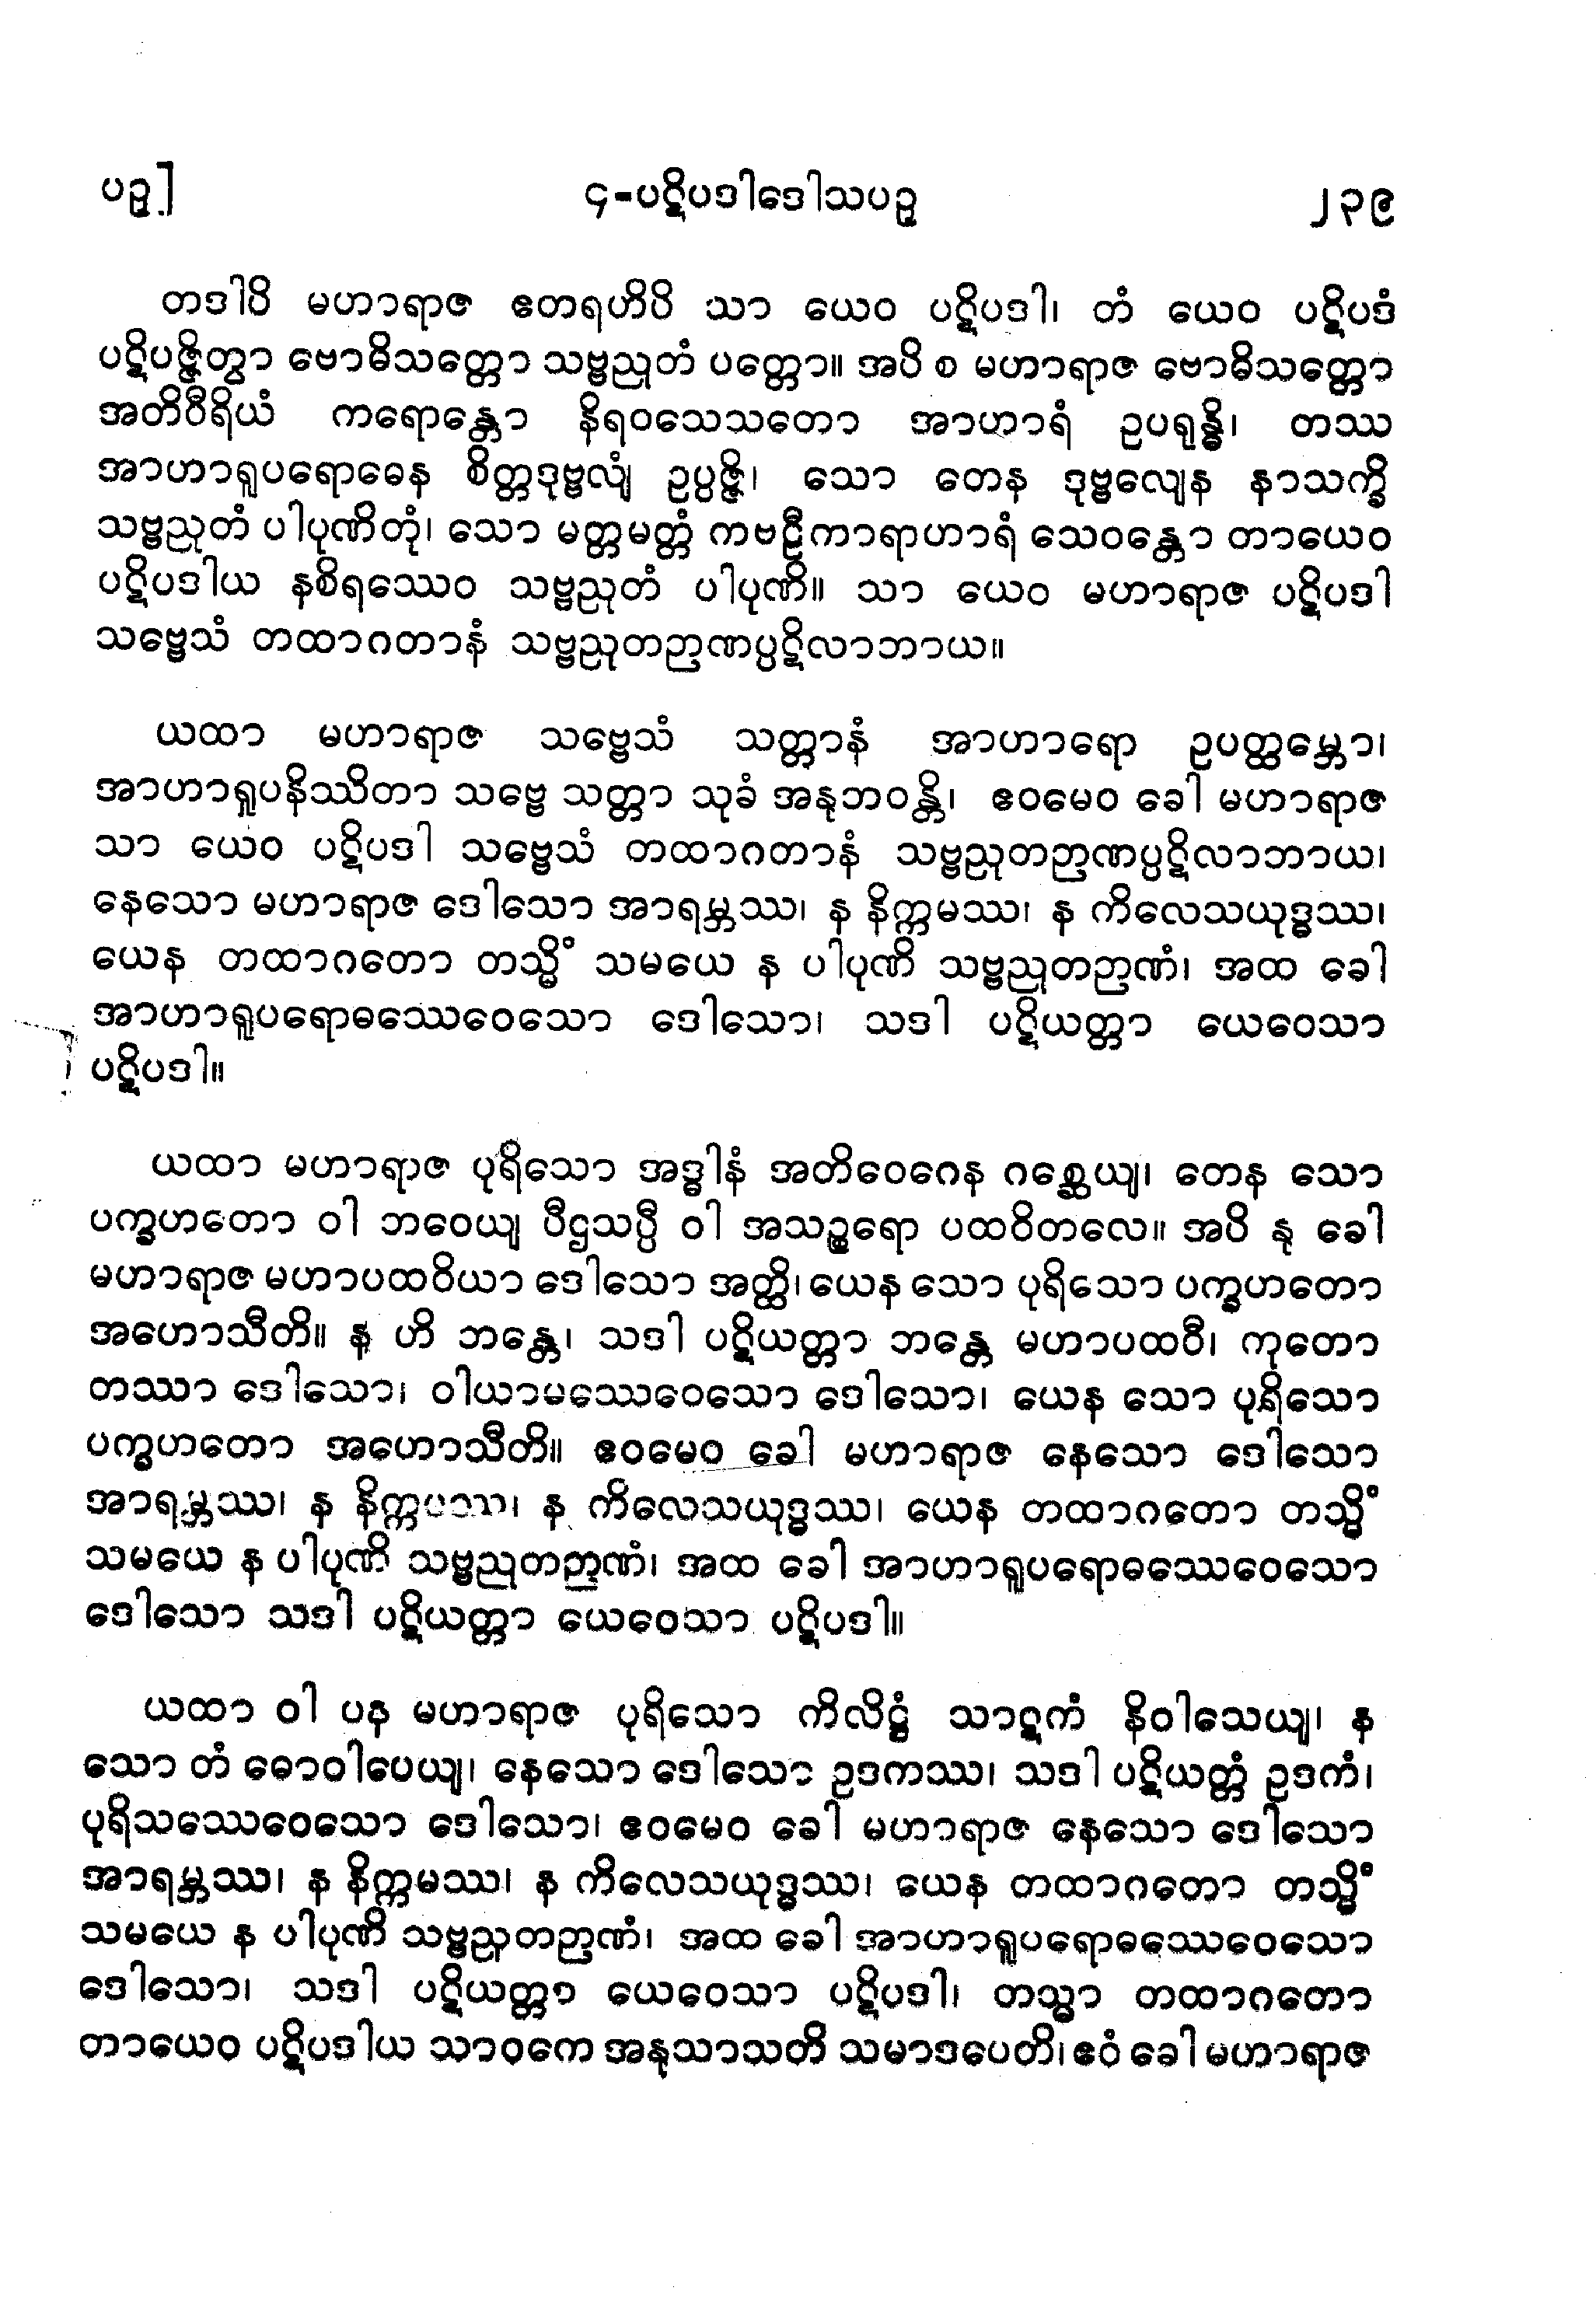 ပဉှ]
၄-ပဋိပဒါဒေါသပဉှ
၂၃၉
တဒါပိ မဟာရာဇ ဧတရဟိပိ သာ ယေဝ ပဋိပဒါ၊ တံ ယေဝ ပဋိပဒံ
ပဋိပဇ္ဇိတွာ ဗောဓိသတ္တော သဗ္ဗညုတံ ပတ္တော။ အပိ စ မဟာရာဇ ဗောဓိသတ္တော
အတိဝီရိယံ ကရောန္တော နိရဝသေသတော အာဟာရံ ဥပရုန္ဓိ၊ တဿ
အာဟာရူပရောဓေန စိတ္တဒုဗ္ဗလျံ ဥပ္ပဇ္ဇိ၊ သော တေန ဒုဗ္ဗလျေန နာသက္ခိ
သဗ္ဗညုတံ ပါပုဏိတုံ၊ သော မတ္တမတ္တံ ကဗဠီကာရာဟာရံ သေဝန္တော တာယေဝ
ပဋိပဒါယ နစိရဿေဝ သဗ္ဗညုတံ ပါပုဏိ။ သာ ယေဝ မဟာရာဇ ပဋိပဒါ
သဗ္ဗေသံ တထာဂတာနံ သဗ္ဗညုတဉာဏပ္ပဋိလာဘာယ။
ယထာ မဟာရာဇ သဗ္ဗေသံ သတ္တာနံ အာဟာရော ဥပတ္ထမ္ဘော၊
အာဟာရူပနိဿိတာ သဗ္ဗေ သတ္တာ သုခံ အနုဘဝန္တိ၊ ဧဝမေဝ ခေါ မဟာရာဇ
သာ ယေဝ ပဋိပဒါ သဗ္ဗေသံ တထာဂတာနံ သဗ္ဗညုတဉာဏပ္ပဋိလာဘာယ၊
နေသော မဟာရာဇ ဒေါသော အာရမ္ဘဿ၊ န နိက္ကမဿ၊ န ကိလေသယုဒ္ဓဿ၊
ယေန တထာဂတော တသ္မိံ သမယေ န ပါပုဏိ သဗ္ဗညုတဉာဏံ၊ အထ ခေါ
အာဟာရူပရောဓဿေဝေသော ဒေါသော၊ သဒါ ပဋိယတ္တာ ယေဝေသာ
ပဋိပဒါ။
ယထာ မဟာရာဇ ပုရိသော အဒ္ဓါနံ အတိဝေဂေန ဂစ္ဆေယျ၊ တေန သော
ပက္ခဟတော ဝါ ဘဝေယျ ပီဌသပ္ပီ ဝါ အသဉ္စရော ပထဝိတလေ။ အပိ နု ခေါ
မဟာရာဇ မဟာပထဝိယာ ဒေါသော အတ္ထိ၊ ယေန သော ပုရိသော ပက္ခဟတော
အဟောသီတိ။ န ဟိ ဘန္တေ၊ သဒါ ပဋိယတ္တာ ဘန္တေ မဟာပထဝီ၊ ကုတော
တဿာ ဒေါသော၊ ဝါယာမဿေဝေသော ဒေါသော၊ ယေန သော ပုရိသော
ပက္ခဟတော အဟောသီတိ။ ဧဝမေဝ ခေါ မဟာရာဇ နေသော ဒေါသော
အာရမ္ဘဿ၊ န နိက္ကမဿ၊ န ကိလေသယုဒ္ဓဿ၊ ယေန တထာဂတော တသ္မိံ
သမယေ န ပါပုဏိ သဗ္ဗညုတဉာဏံ၊ အထ ခေါ အာဟာရူပရောဓဿေဝေသော
ဒေါသော သဒါ ပဋိယတ္တာ ယေဝေသာ ပဋိပဒါ။
ယထာ ဝါ ပန မဟာရာဇ ပုရိသော ကိလိဋ္ဌံ သာဋကံ နိဝါသေယျ၊ န
သော တံ ဓောဝါပေယျ၊ နေသော ဒေါသော ဥဒကဿ၊ သဒါ ပဋိယတ္တံ ဥဒကံ၊
ပုရိသဿေဝေသော ဒေါသော၊ ဧဝမေဝ ခေါ မဟာရာဇ နေသော ဒေါသော
အာရမ္ဘဿ၊ န နိက္ကမဿ၊ န ကိလေသယုဒ္ဓဿ၊ ယေန တထာဂတော တသ္မိံ
သမယေ န ပါပုဏိ သဗ္ဗညုတဉာဏံ၊ အထ ခေါ အာဟာရူပရောဓဿေဝေသော
ဒေါသော၊ သဒါ ပဋိယတ္တာ ယေဝေသာ ပဋိပဒါ၊ တသ္မာ တထာဂတော
တာယေဝ ပဋိပဒါယ သာဝကေ အနုသာသတိ သမာဒပေတိ၊ ဧဝံ ခေါ မဟာရာဇ